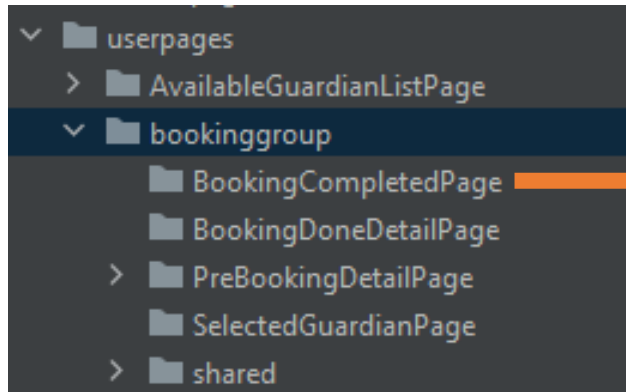 userpages
AvailableGuardianListPage
bookinggroup
BookingCompletedPage
BookingDoneDetailPage
PreBookingDetailPage
SelectedGuardianPage
shared